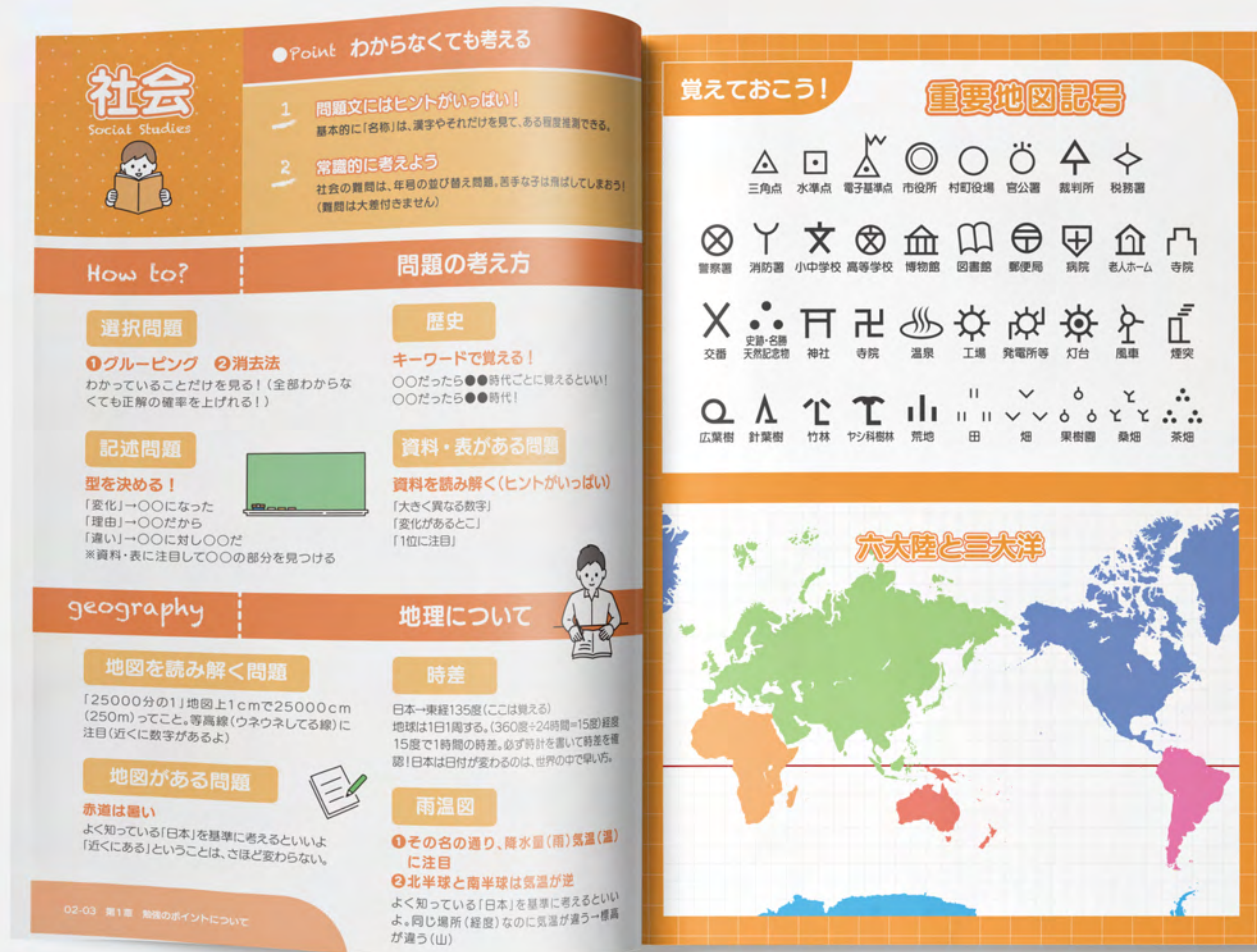 社会
Social Studies
●Point わからなくても考える
1 問題文にはヒントがいっぱい!
基本的に「名称」は、漢字やそれだけを見て、ある程度推測できる。
2 常識的に考えよう
社会の難問は、年号の並び替え問題。苦手な子は飛ばしてしまおう!
(難問は大差付きません)
How to? 問題の考え方
選択問題
❶グルーピング ❷消去法
わかっていることだけを見る!(全部わからな
くても正解の確率を上げれる!)
記述問題
型を決める!
「変化」→○○になった
「理由」→○○だから
「違い」→○○に対し○○だ
※資料・表に注目して○○の部分を見つける
歴史
キーワードで覚える!
○○だったら●●時代ごとに覚えるといい!
○○だったら●●時代!
資料・表がある問題
資料を読み解く(ヒントがいっぱい)
「大きく異なる数字」
「変化があるとこ」
「1位に注目」
geography 地理について
地図を読み解く問題
「25000分の1」地図上1cmで25000cm
(250m)ってこと。等高線(ウネウネしてる線)に
注目(近くに数字があるよ)
地図がある問題
赤道は暑い
よく知っている「日本」を基準に考えるといいよ
「近くにある」ということは、さほど変わらない。
時差
日本→東経135度(ここは覚える)
地球は1日1周する。(360度÷24時間=15度)経度
15度で1時間の時差。必ず時計を書いて時差を確
認!日本は日付が変わるのは、世界の中で早い方。
雨温図
❶その名の通り、降水量(雨)気温(温)
に注目
❷北半球と南半球は気温が逆
よく知っている「日本」を基準に考えるといい
よ。同じ場所(経度)なのに気温が違う→標高
が違う(山)
02-03 第1章 勉強のポイントについて
覚えておこう!
重要地図記号
三角点 水準点 電子基準点 市役所 村町役場 官公署 裁判所 税務署
警察署 消防署 小中学校 高等学校 博物館 図書館 郵便局 病院 老人ホーム 寺院
交番 史跡・名勝 天然記念物 神社 寺院 温泉 工場 発電所等 灯台 風車 煙突
広葉樹 針葉樹 竹林 ヤシ科樹林 荒地 田 畑 果樹園 桑畑 茶畑
六大陸と三大洋